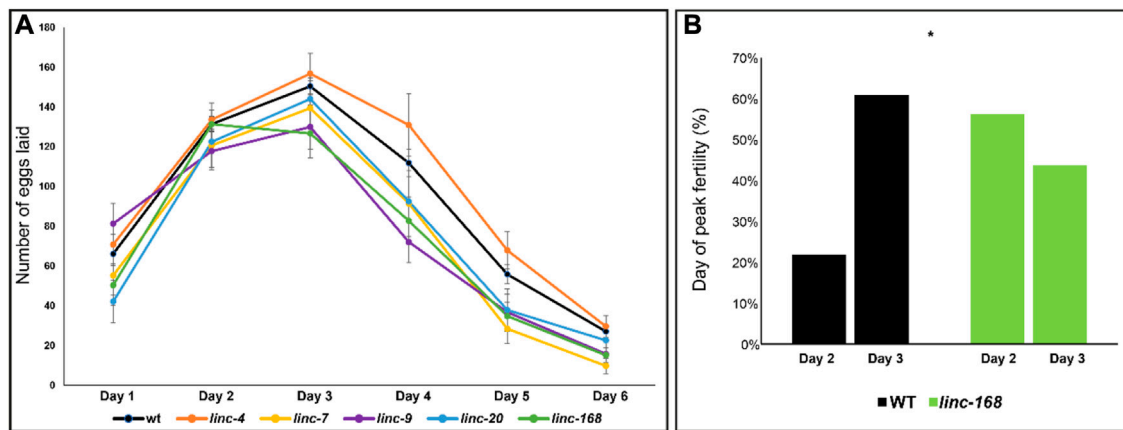 A
Number of eggs laid
180
160
140
120
100
80
60
40
20
0
Day 1 Day 2 Day 3 Day 4 Day 5 Day 6
wt linc-4 linc-7 linc-9 linc-20 linc-168
B
*
Day of peak fertility (%)
70%
60%
50%
40%
30%
20%
10%
0%
Day 2 Day 3 Day 2 Day 3
WT linc-168